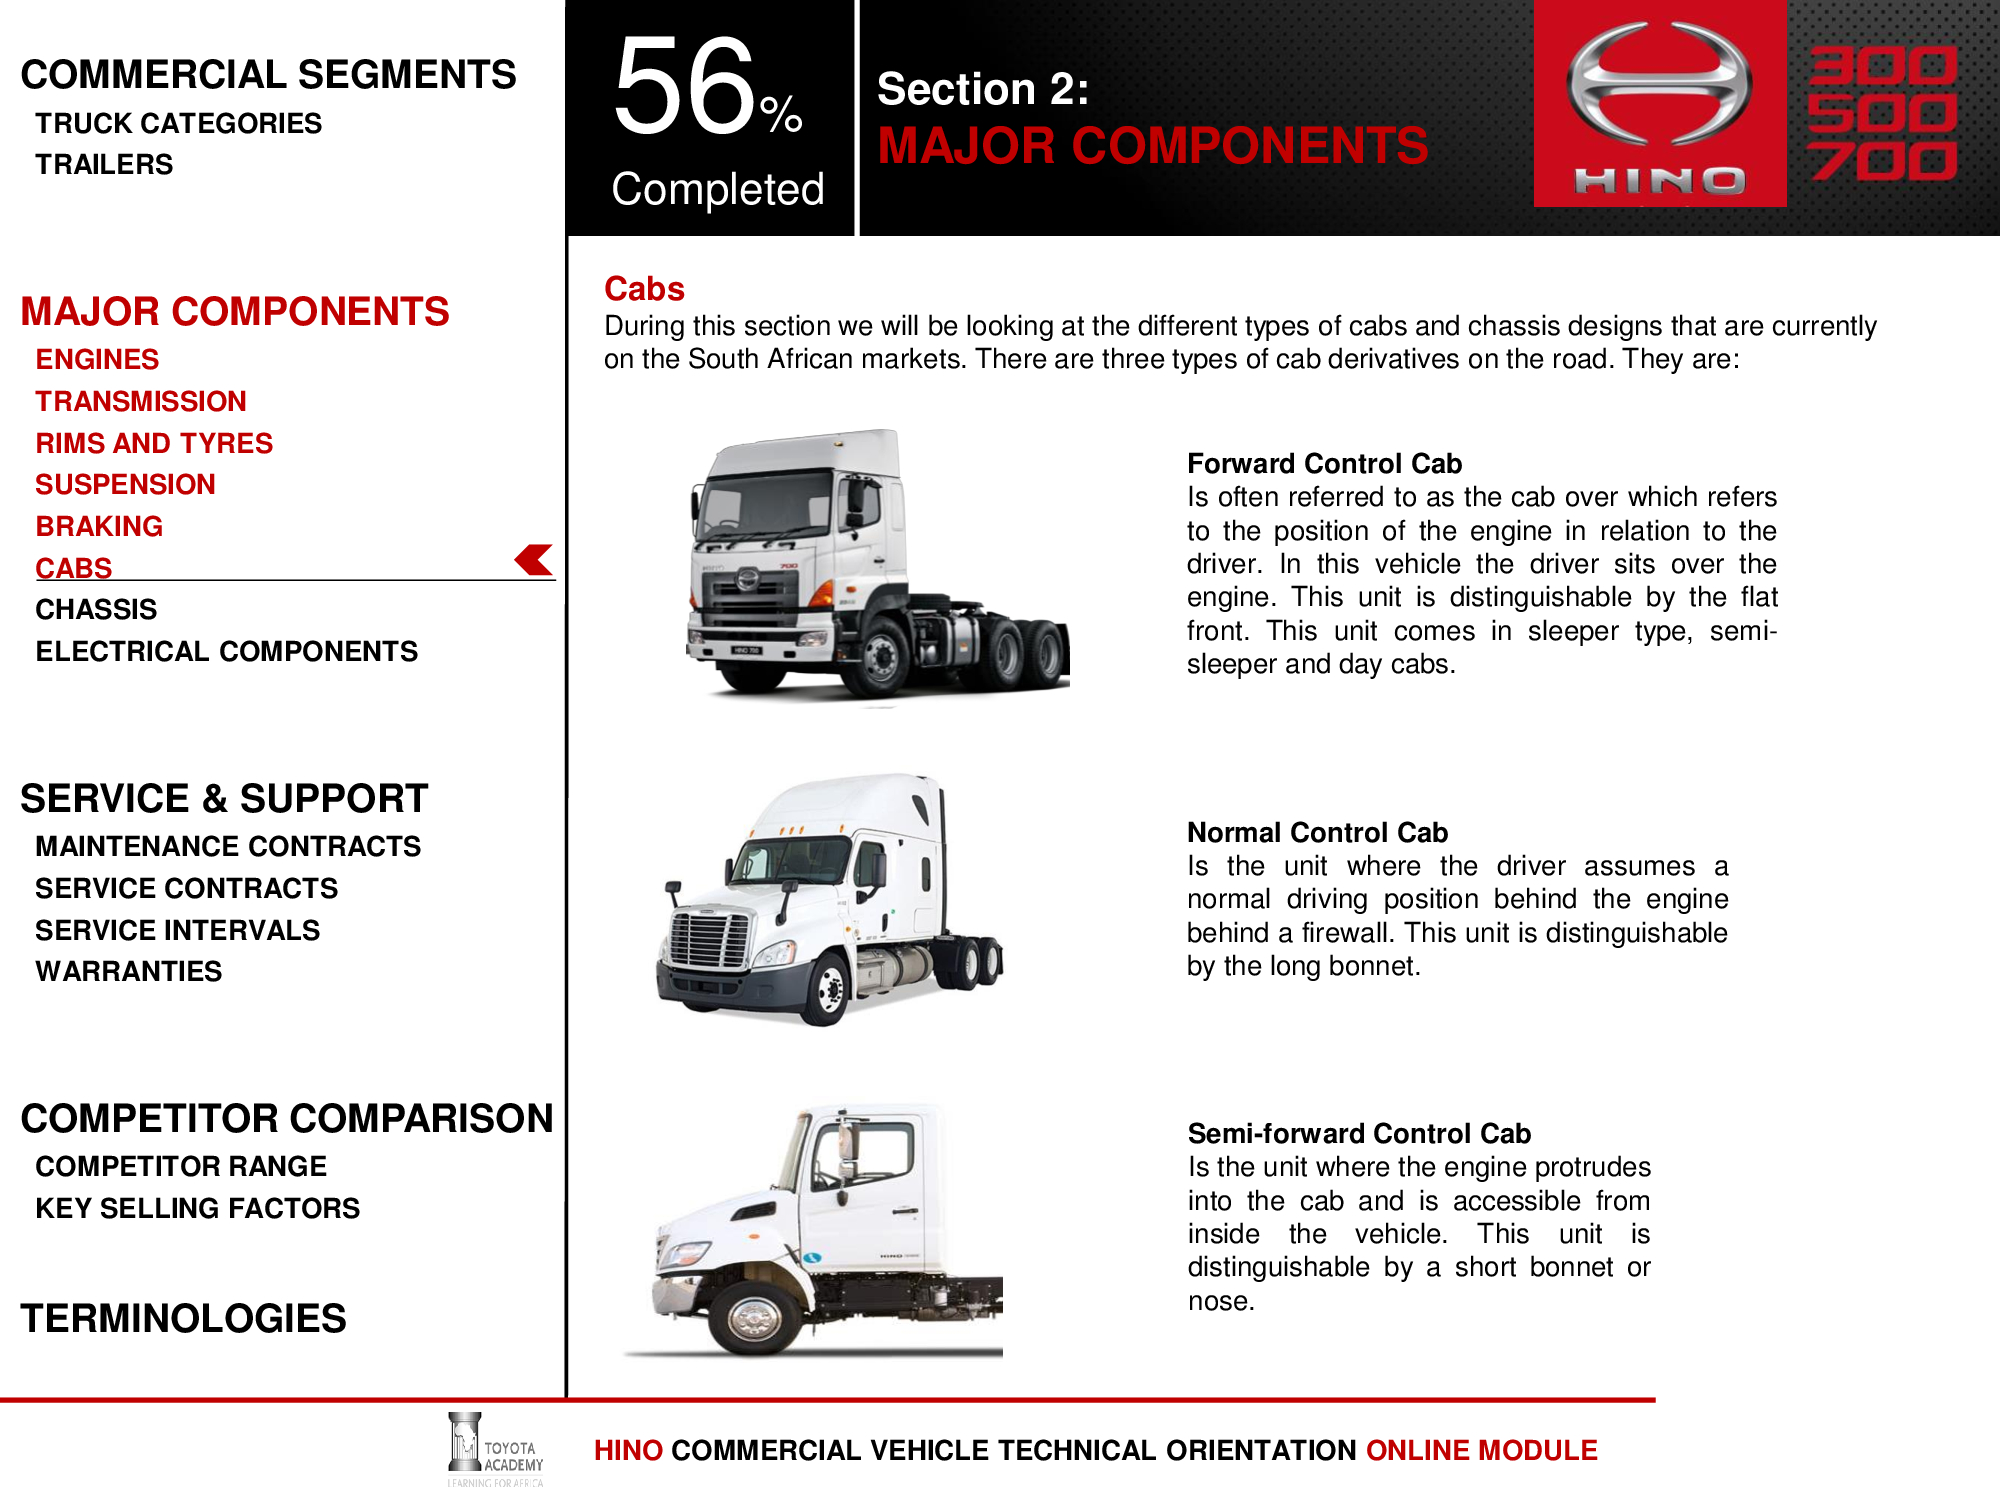 COMMERCIAL SEGMENTS
TRUCK CATEGORIES
TRAILERS
MAJOR COMPONENTS
ENGINES
TRANSMISSION
RIMS AND TYRES
SUSPENSION
BRAKING
CABS
CHASSIS
ELECTRICAL COMPONENTS
SERVICE & SUPPORT
MAINTENANCE CONTRACTS
SERVICE CONTRACTS
SERVICE INTERVALS
WARRANTIES
COMPETITOR COMPARISON
COMPETITOR RANGE
KEY SELLING FACTORS
TERMINOLOGIES
56%
Completed
Section 2:
MAJOR COMPONENTS
HINO
300
500
700
Cabs
During this section we will be looking at the different types of cabs and chassis designs that are currently
on the South African markets. There are three types of cab derivatives on the road. They are:
700
HINO 700
Forward Control Cab
Is often referred to as the cab over which refers
to the position of the engine in relation to the
driver. In this vehicle the driver sits over the
engine. This unit is distinguishable by the flat
front. This unit comes in sleeper type, semi-
sleeper and day cabs.
Normal Control Cab
Is the unit where the driver assumes a
normal driving position behind the engine
behind a firewall. This unit is distinguishable
by the long bonnet.
HINO
Semi-forward Control Cab
Is the unit where the engine protrudes
into the cab and is accessible from
inside the vehicle. This unit is
distinguishable by a short bonnet or
nose.
TOYOTA
ACADEMY
LEARNING FOR AFRICA
HINO COMMERCIAL VEHICLE TECHNICAL ORIENTATION ONLINE MODULE